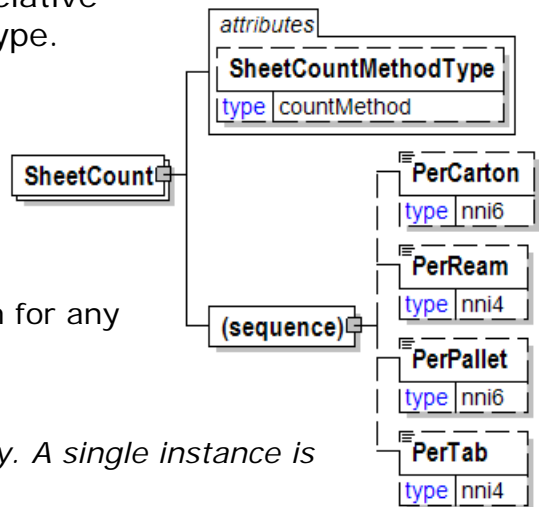 elative
ype.
attributes
SheetCountMethodType
type countMethod
SheetCount
PerCarton
type nni6
PerReam
type nni4
n for any
(sequence)
PerPallet
type nni6
y. A single instance is
PerTab
type nni4